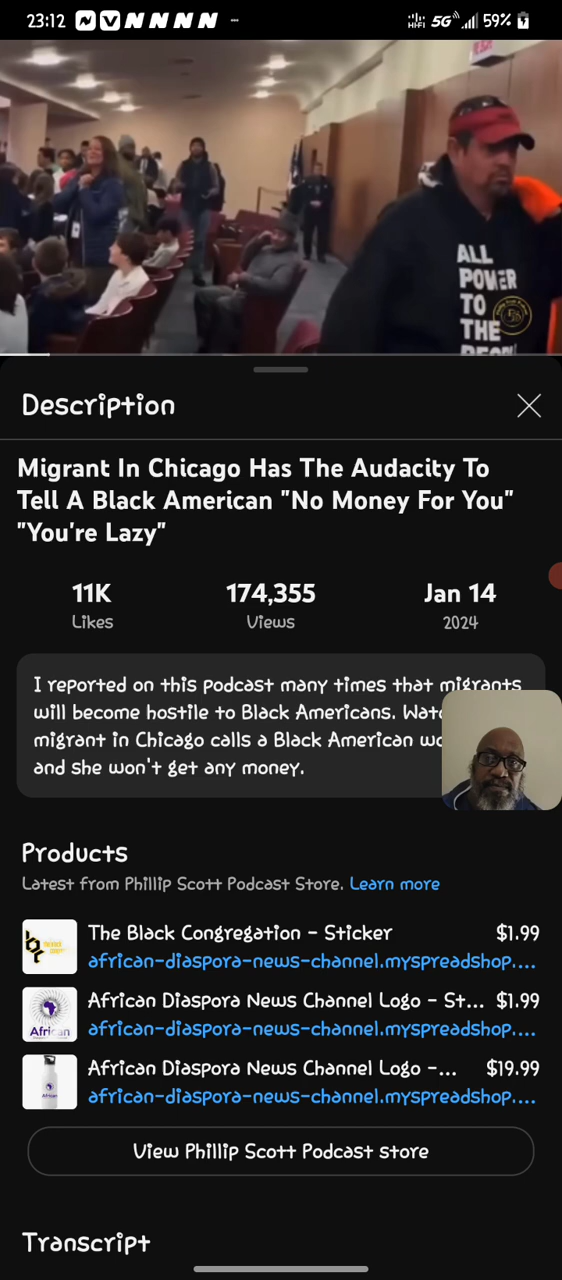 23:12
5G 59%
ALL
POWER
TO
THE
Description
Migrant In Chicago Has The Audacity To
Tell A Black American "No Money For You"
"You're Lazy"
11K
Likes
174,355
Views
Jan 14
2024
I reported on this podcast many times that migrants
will become hostile to Black Americans.
migrant in Chicago calls a Black American
and she won't get any money.
Products
Latest from Phillip Scott Podcast Store. Learn more
The Black Congregation - Sticker $1.99
african-diaspora-news-channel.myspreadshop....
African Diaspora News Channel Logo - St... $1.99
african-diaspora-news-channel.myspreadshop....
African Diaspora News Channel Logo -... $19.99
african-diaspora-news-channel.myspreadshop....
View Phillip Scott Podcast store
Transcript